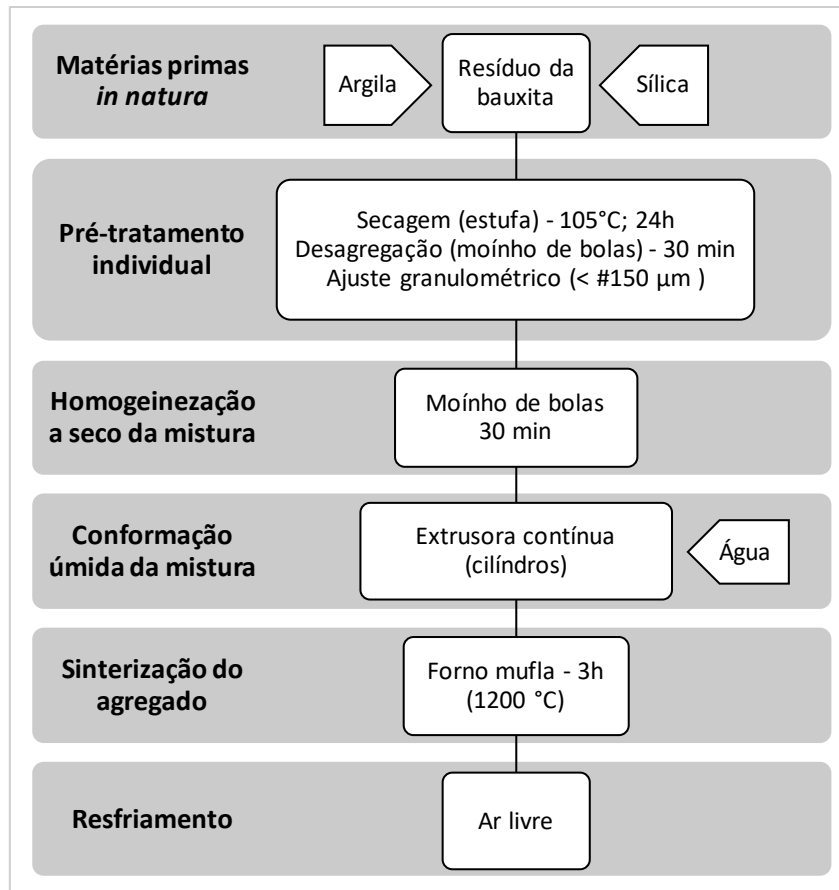 Matérias primas
in natura
Argila
Resíduo da
bauxita
Sílica
Pré-tratamento
individual
Secagem (estufa) - 105°C; 24h
Desagregação (moínho de bolas) - 30 min
Ajuste granulométrico (< #150 µm )
Homogeinezação
a seco da mistura
Moínho de bolas
30 min
Conformação
úmida da mistura
Extrusora contínua
(cilíndros)
Água
Sinterização do
agregado
Forno mufla - 3h
(1200 °C)
Resfriamento
Ar livre